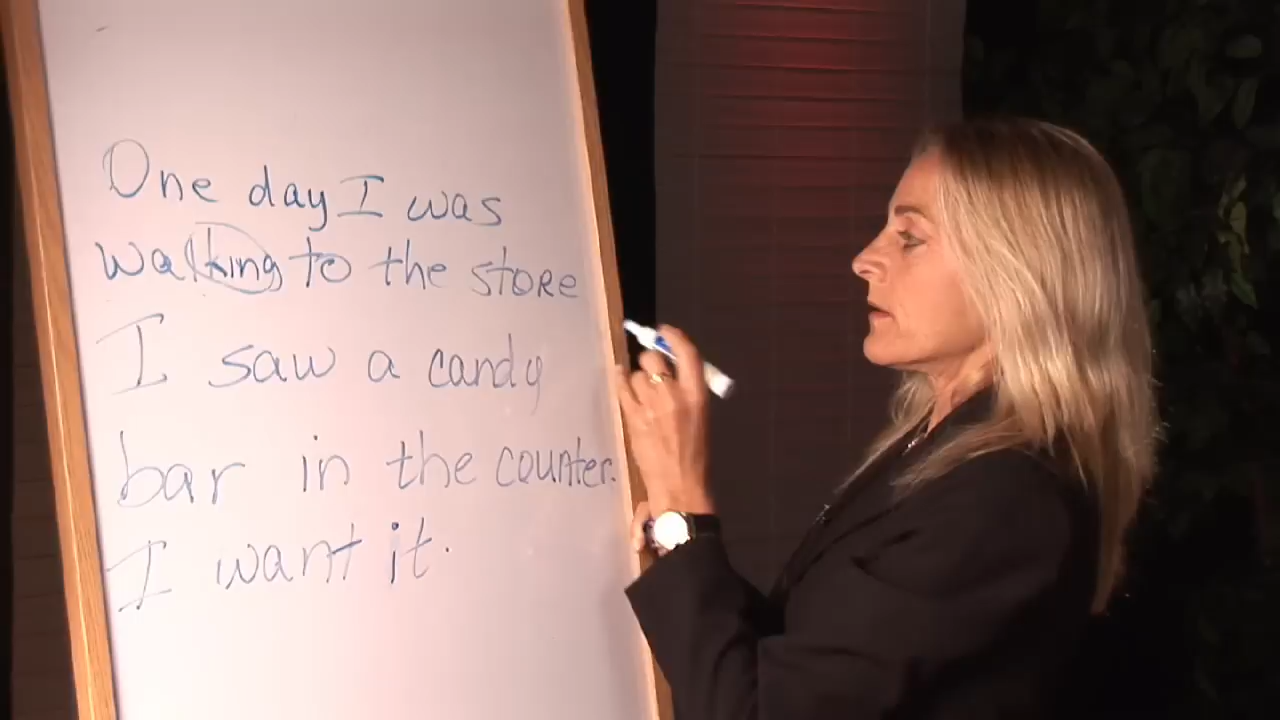 One day I was
walking to the store
I saw a candy
bar in the counter.
I want it.